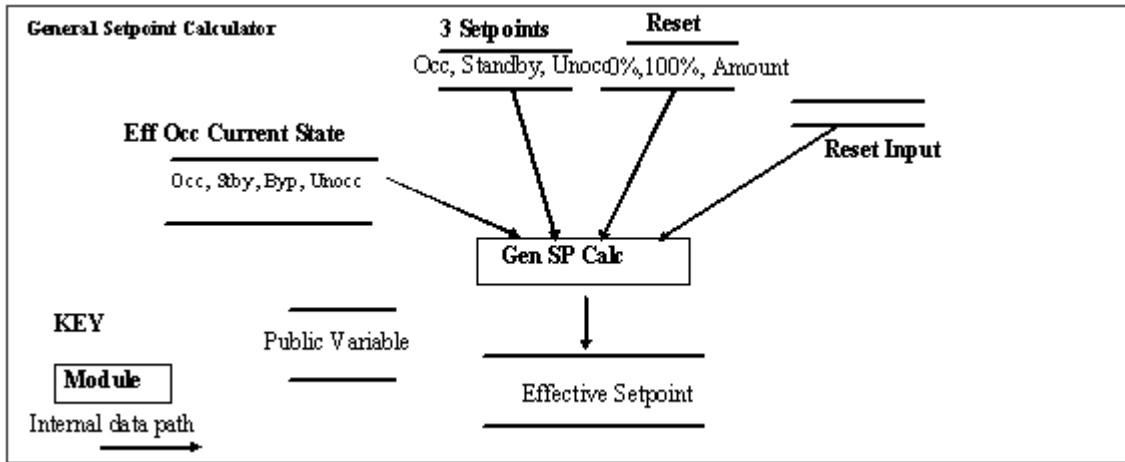 General Setpoint Calculator
3 Setpoints
Reset
Occ, Standby, Unocc
0%,100%, Amount
Eff Occ Current State
Reset Input
Occ, Stby, Byp, Unocc
Gen SP Calc
KEY
Public Variable
Module
Effective Setpoint
Internal data path